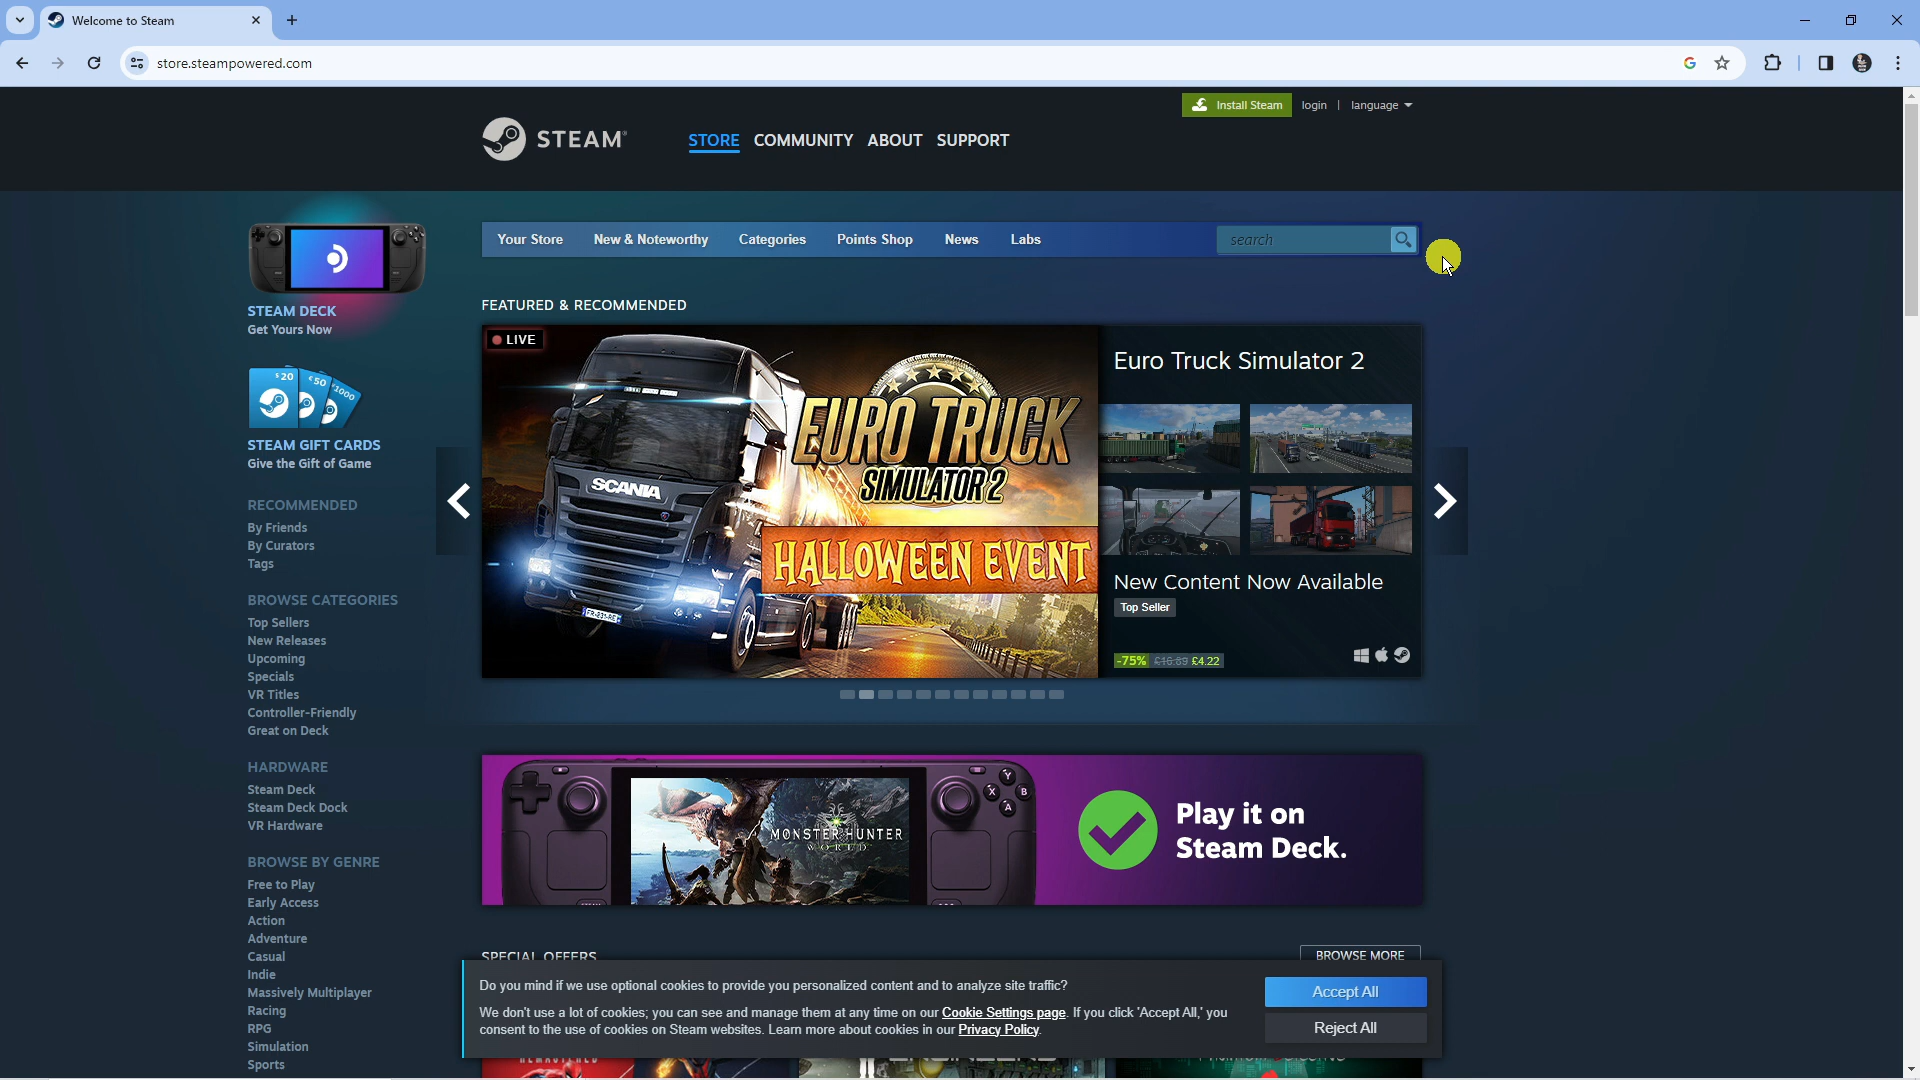 Welcome to Steam
store.steampowered.com
Install Steam
login | language
STEAM
STORE COMMUNITY ABOUT SUPPORT
Your Store New & Noteworthy Categories Points Shop News Labs search
STEAM DECK
Get Yours Now
$20 €50 1000
STEAM GIFT CARDS
Give the Gift of Game
RECOMMENDED
By Friends
By Curators
Tags
BROWSE CATEGORIES
Top Sellers
New Releases
Upcoming
Specials
VR Titles
Controller-Friendly
Great on Deck
HARDWARE
Steam Deck
Steam Deck Dock
VR Hardware
BROWSE BY GENRE
Free to Play
Early Access
Action
Adventure
Casual
Indie
Massively Multiplayer
Racing
RPG
Simulation
Sports
FEATURED & RECOMMENDED
LIVE
SCANIA
EURO TRUCK
SIMULATOR 2
HALLOWEEN EVENT
Euro Truck Simulator 2
New Content Now Available
Top Seller
-75% £16.89 £4.22
MONSTER HUNTER
WORLD
Y
X B
A
Play it on
Steam Deck.
SPECIAL OFFERS
BROWSE MORE
Do you mind if we use optional cookies to provide you personalized content and to analyze site traffic?
We don't use a lot of cookies; you can see and manage them at any time on our Cookie Settings page. If you click 'Accept All,' you
consent to the use of cookies on Steam websites. Learn more about cookies in our Privacy Policy.
Accept All
Reject All